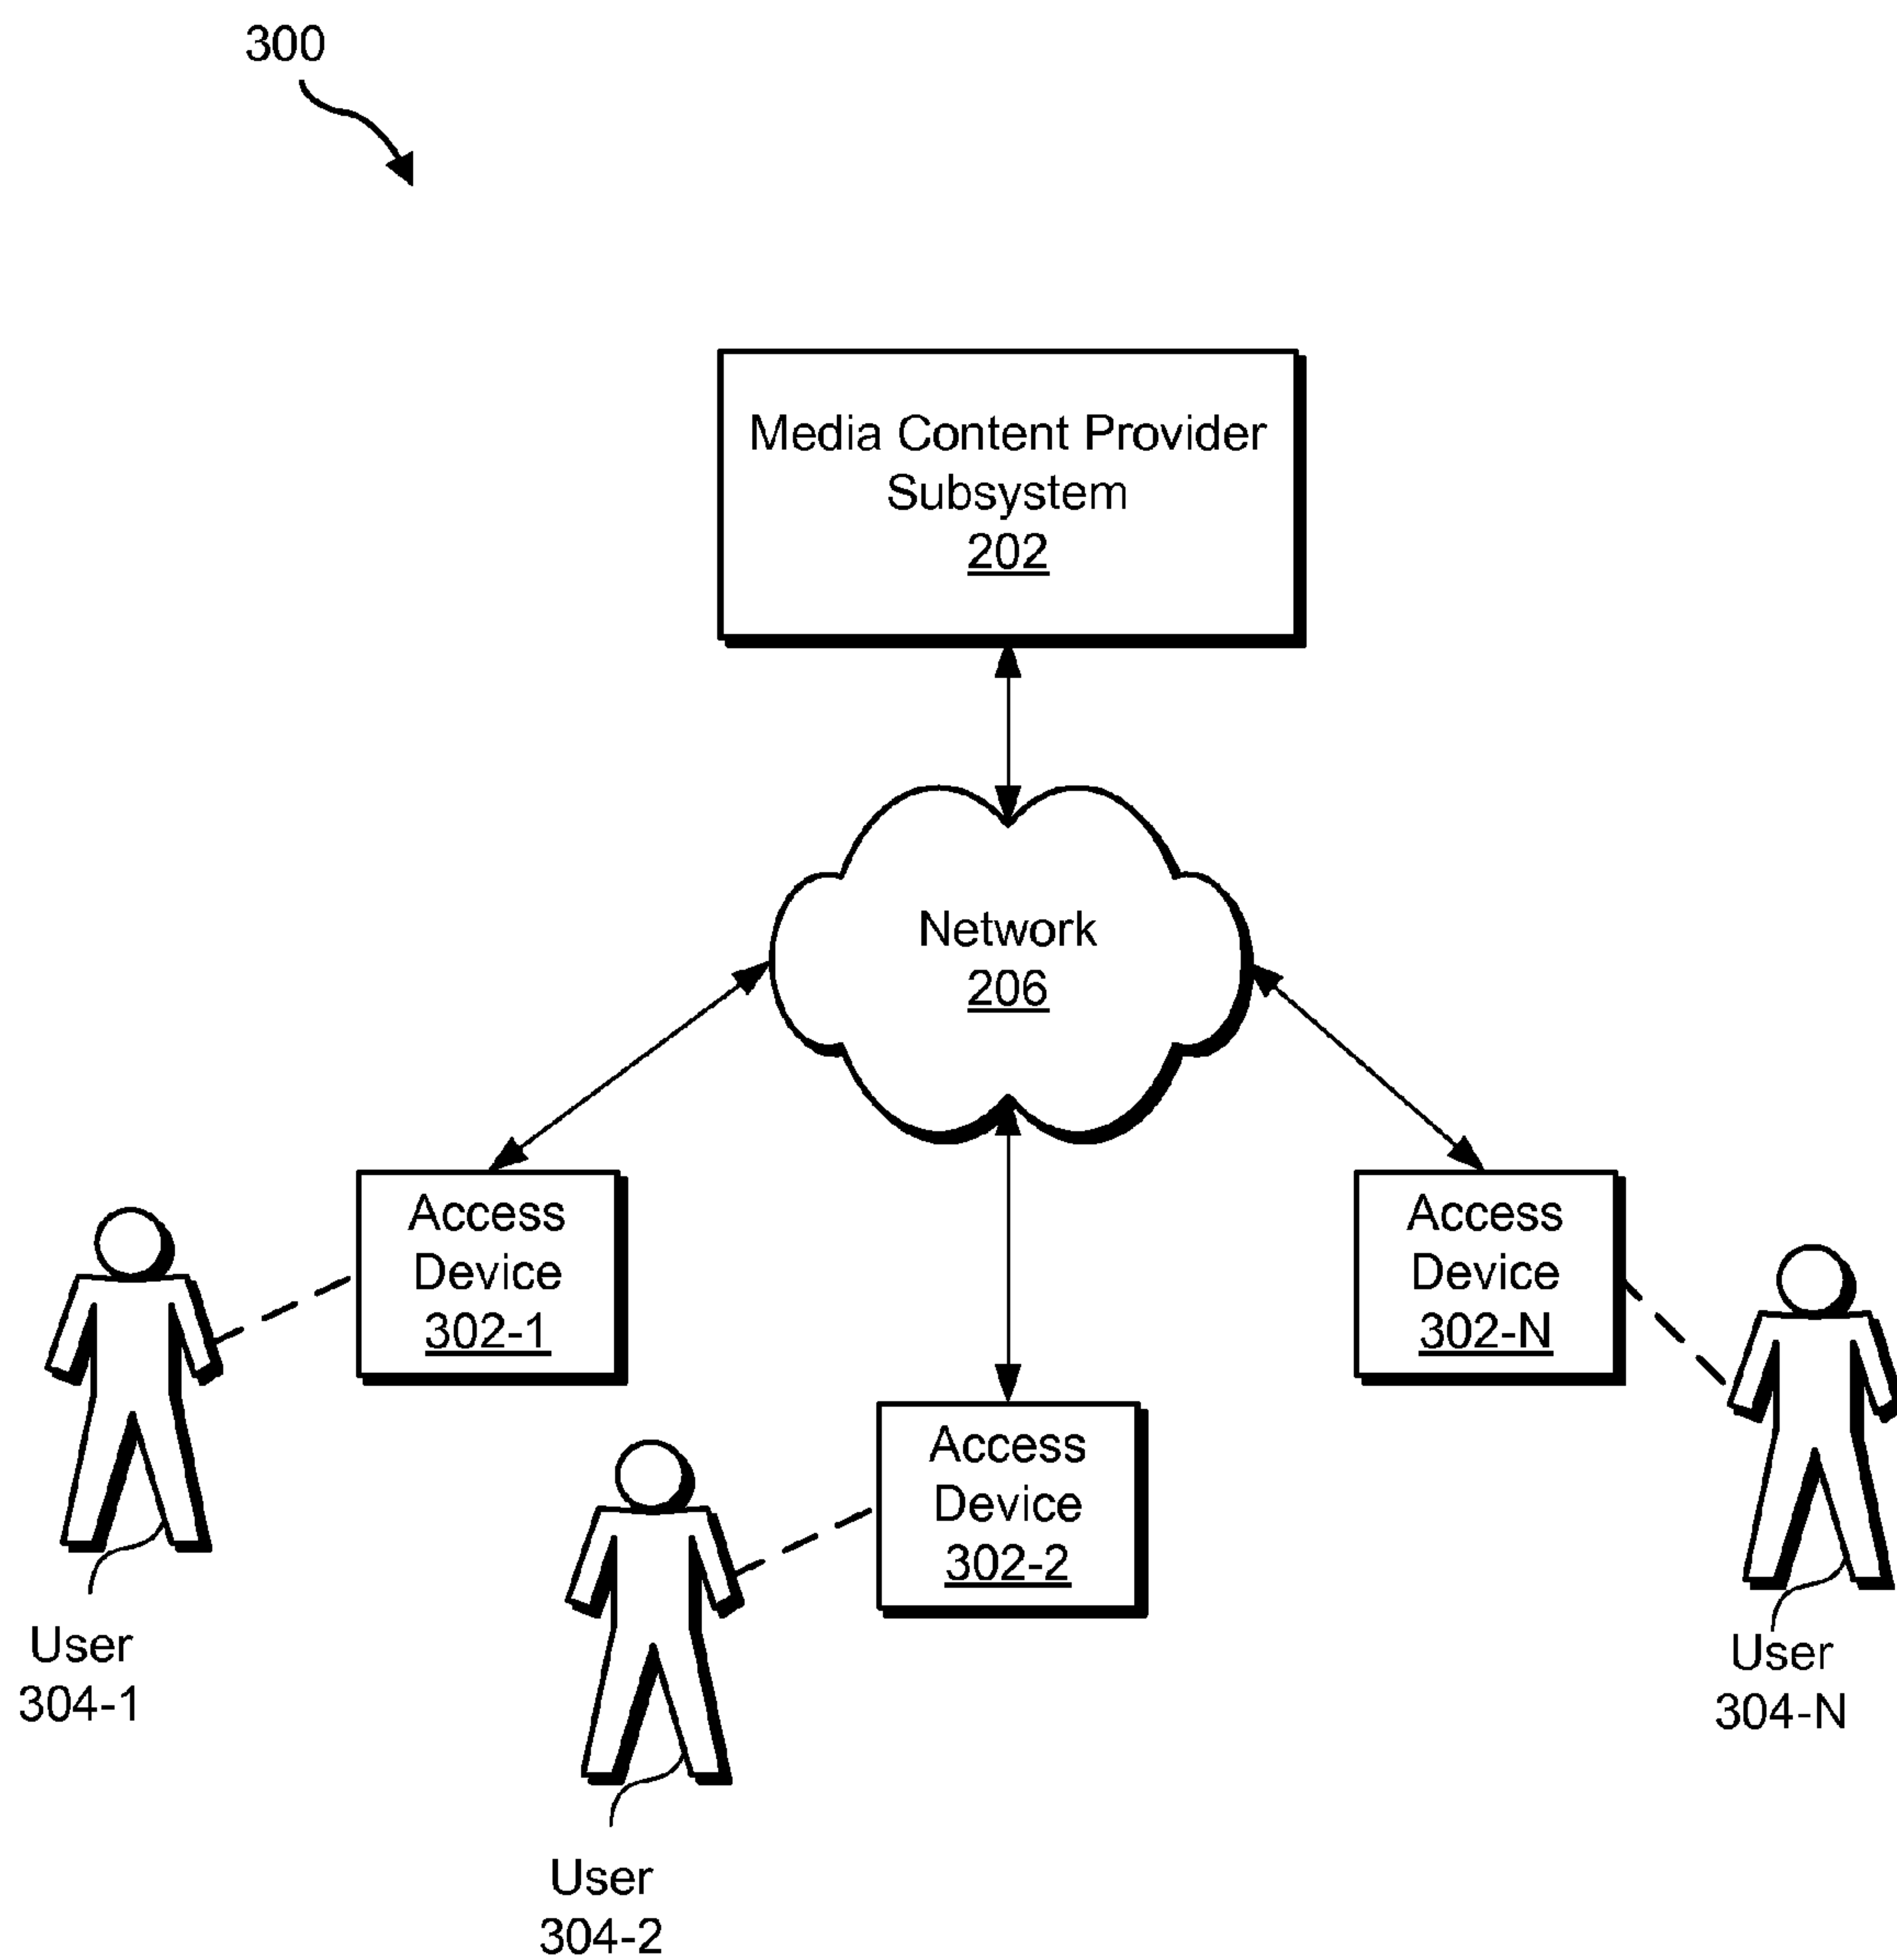 300
Media Content Provider
Subsystem
202
Network
206
Access
Device
302-1
Access
Device
302-N
Access
Device
302-2
User
304-1
User
304-N
User
304-2